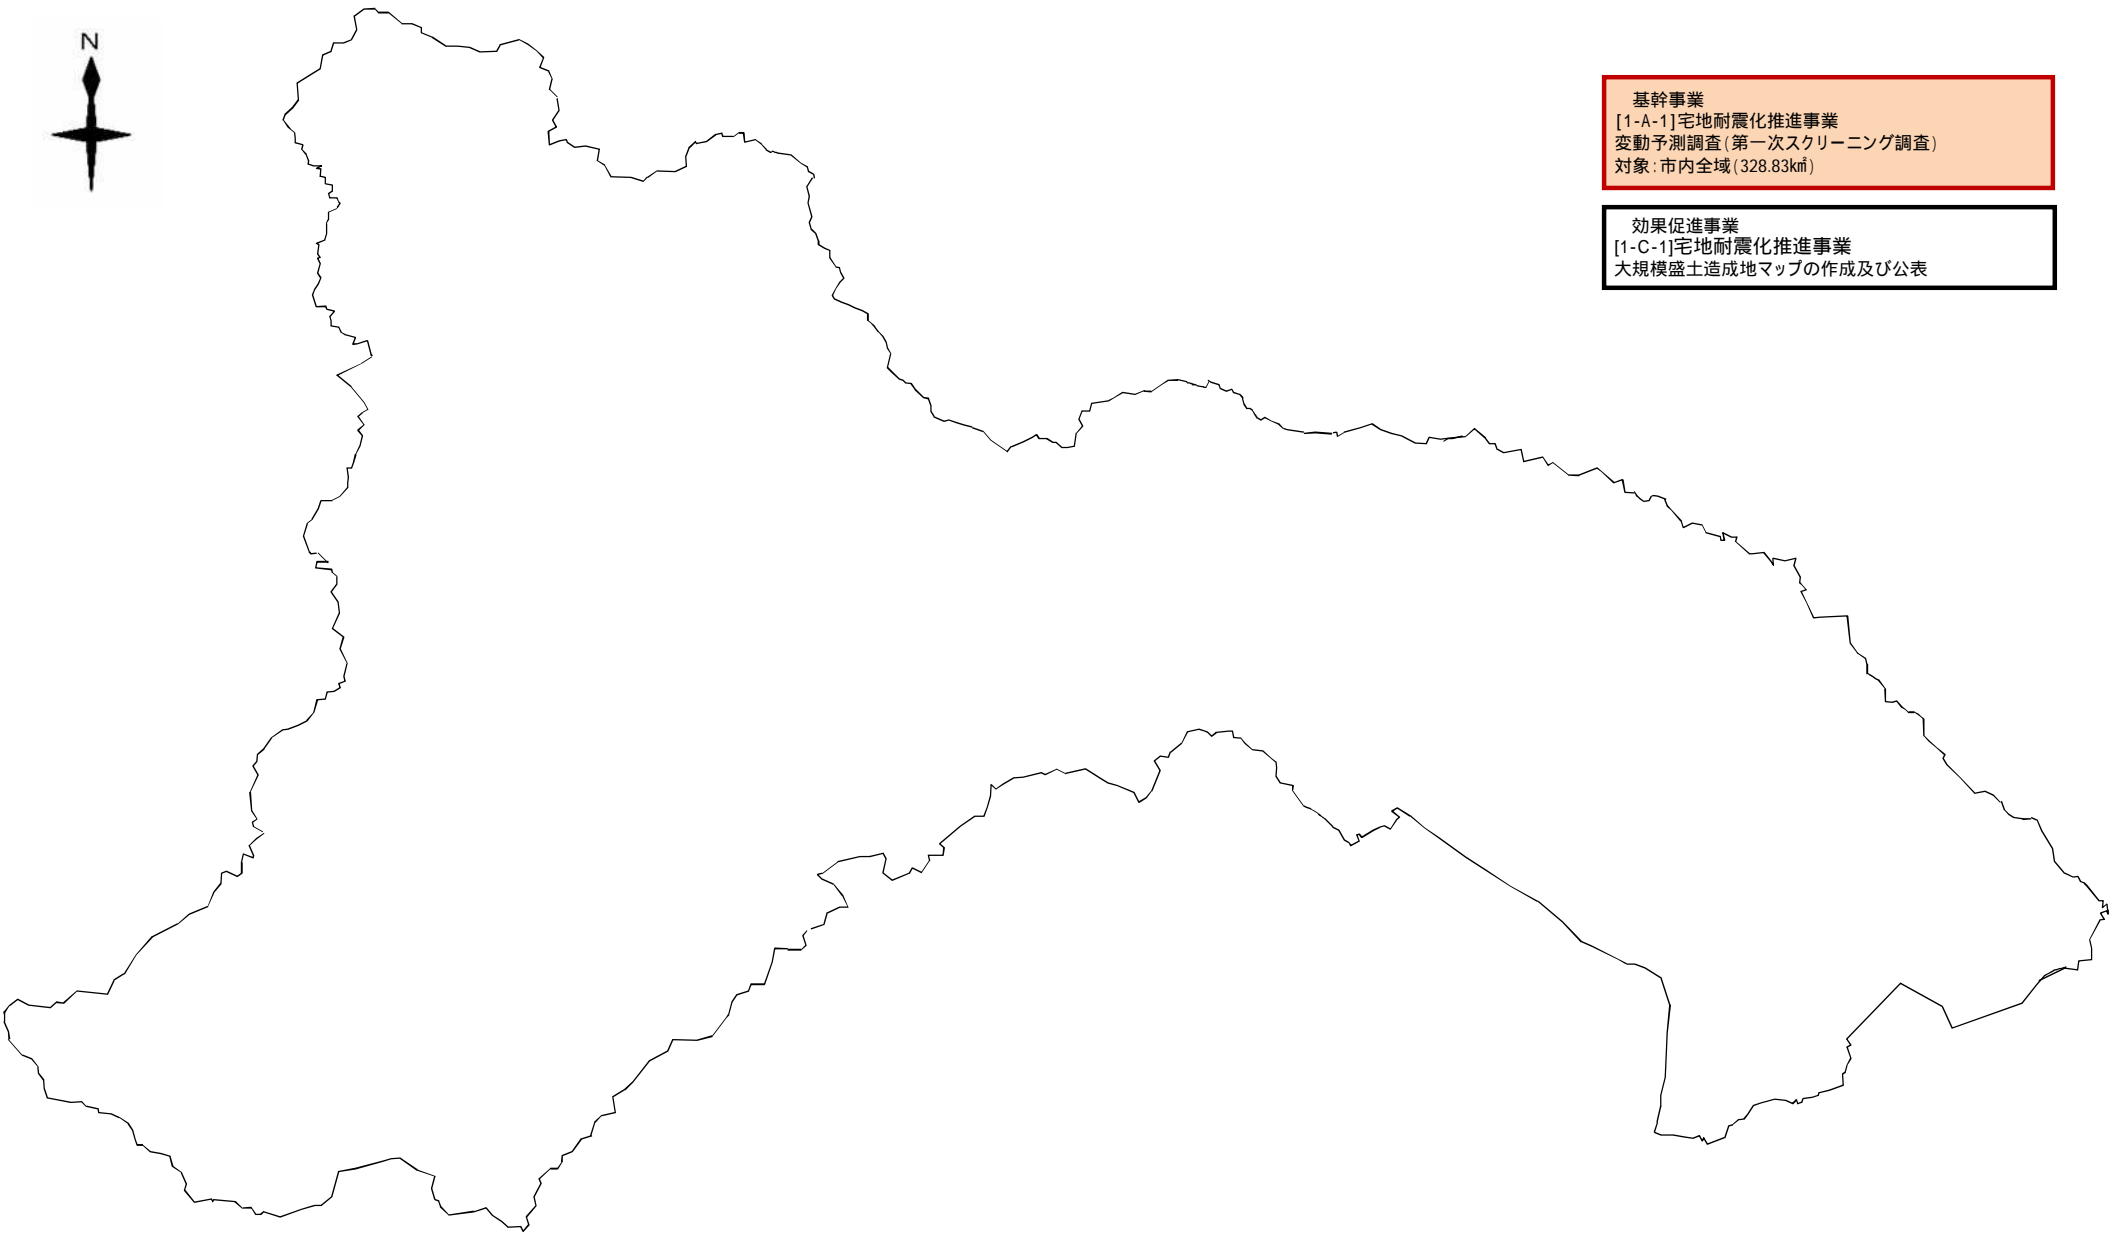 N
基幹事業
[1-A-1]宅地耐震化推進事業
変動予測調査(第一次スクリーニング調査)
対象:市内全域(328.83㎢)
効果促進事業
[1-C-1]宅地耐震化推進事業
大規模盛土造成地マップの作成及び公表